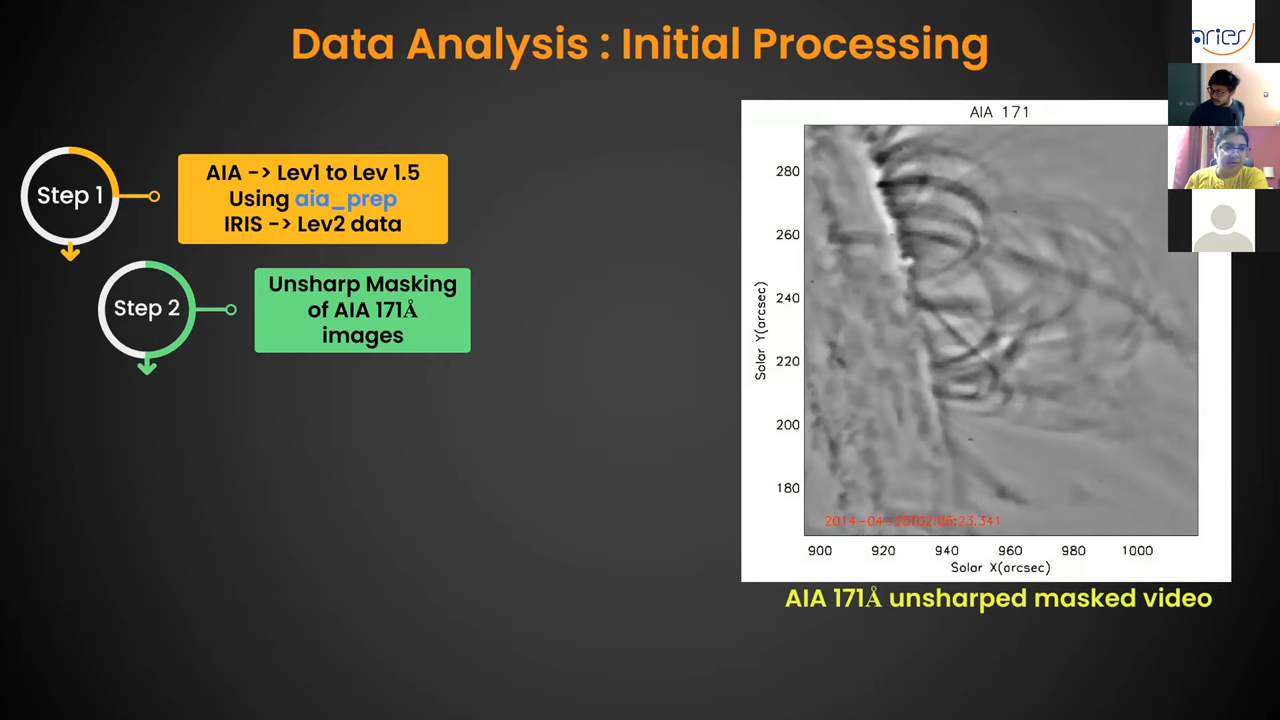 Data Analysis : Initial Processing
aries
Step 1
AIA -> Lev1 to Lev 1.5
Using aia_prep
IRIS -> Lev2 data
Step 2
Unsharp Masking
of AIA 171Å
images
AIA 171
Solar Y(arcsec)
280
260
240
220
200
180
900 920 940 960 980 1000
Solar X(arcsec)
AIA 171Å unsharped masked video